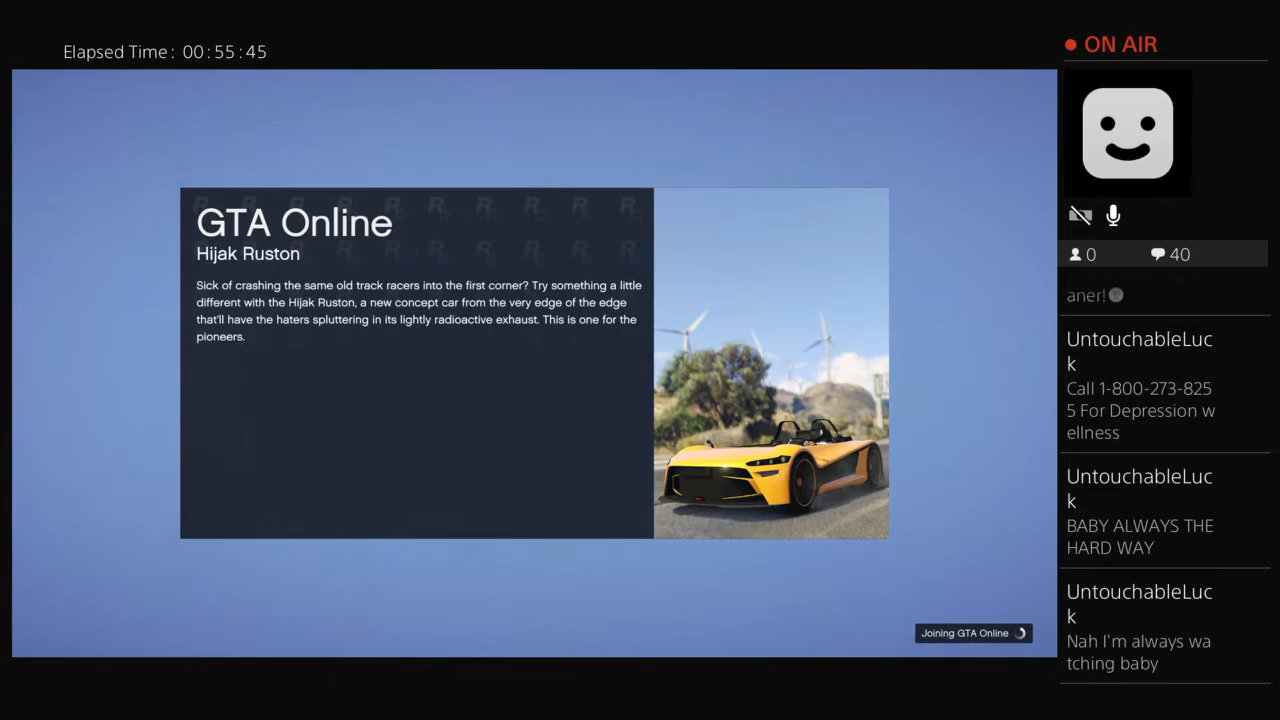 Elapsed Time: 00:55:45
ON AIR
GTA Online
Hijak Ruston
Sick of crashing the same old track racers into the first corner? Try something a little
different with the Hijak Ruston, a new concept car from the very edge of the edge
that'll have the haters spluttering in its lightly radioactive exhaust. This is one for the
pioneers.
Joining GTA Online
0 40
aner!
UntouchableLuc
k
Call 1-800-273-825
5 For Depression w
ellness
UntouchableLuc
k
BABY ALWAYS THE
HARD WAY
UntouchableLuc
k
Nah I'm always wa
tching baby